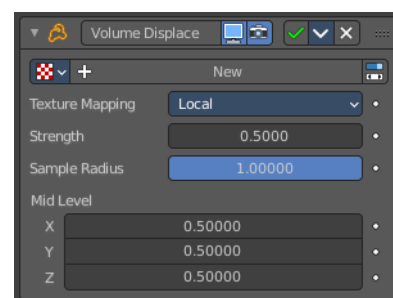 Volume Displace
New
Texture Mapping Local
Strength 0.5000
Sample Radius 1.00000
Mid Level
X 0.50000
Y 0.50000
Z 0.50000